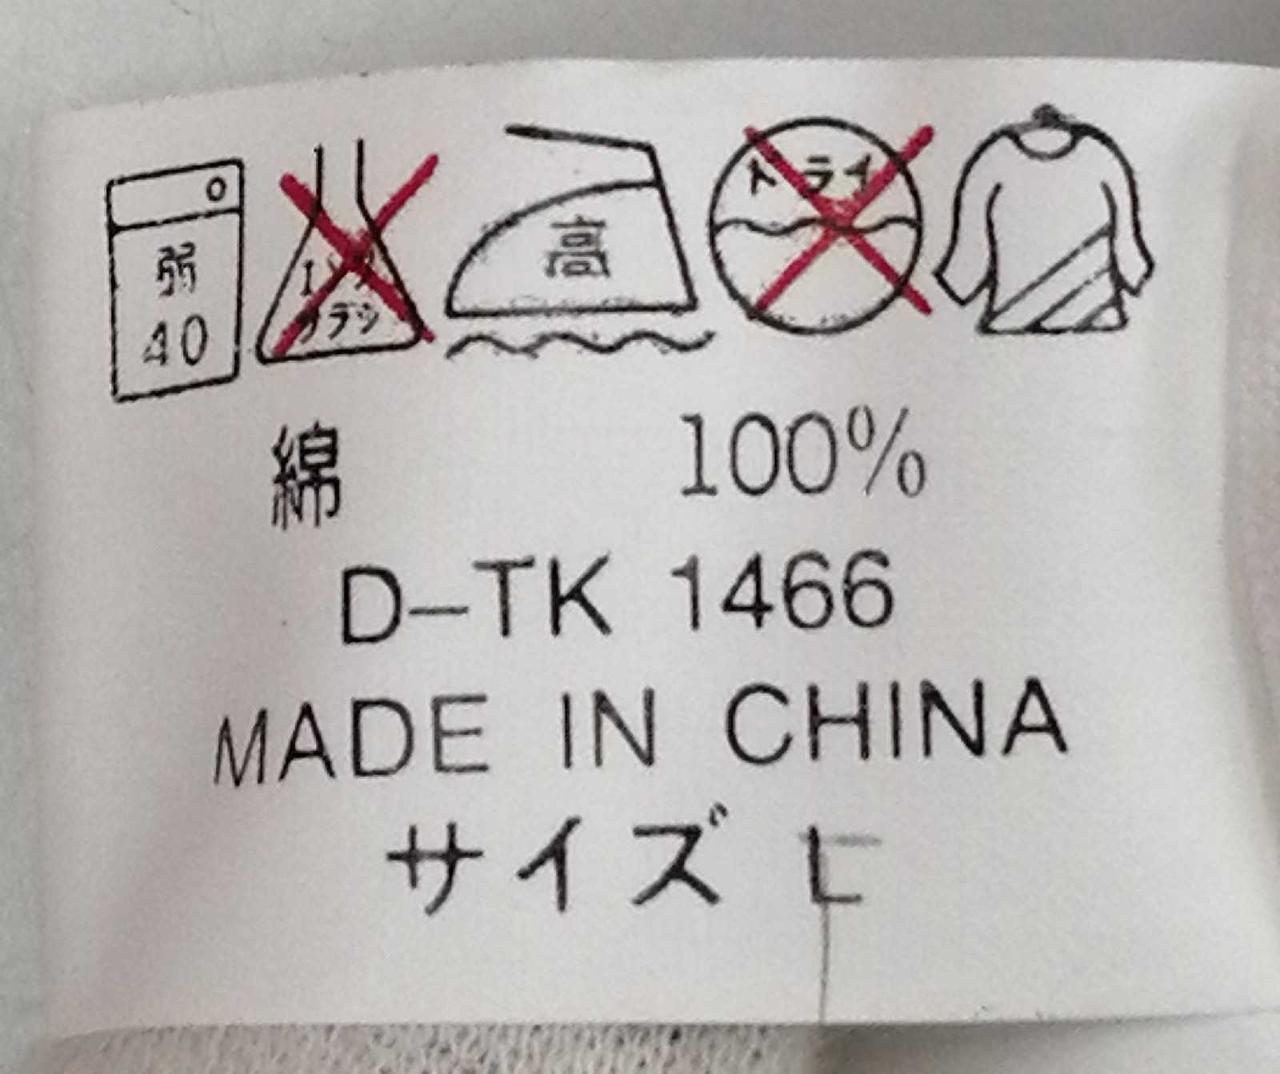 弱
40
エンソ
サラシ
高
ドライ
綿 100%
D-TK 1466
MADE IN CHINA
サイズ L